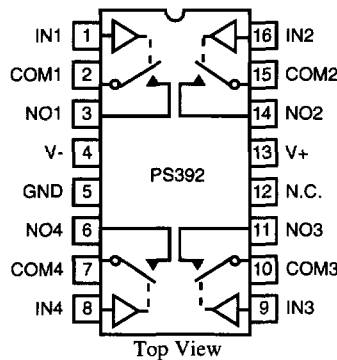 IN1 1 16 IN2
COM1 2 15 COM2
NO1 3 14 NO2
V- 4 13 V+
PS392
GND 5 12 N.C.
NO4 6 11 NO3
COM4 7 10 COM3
IN4 8 9 IN3
Top View